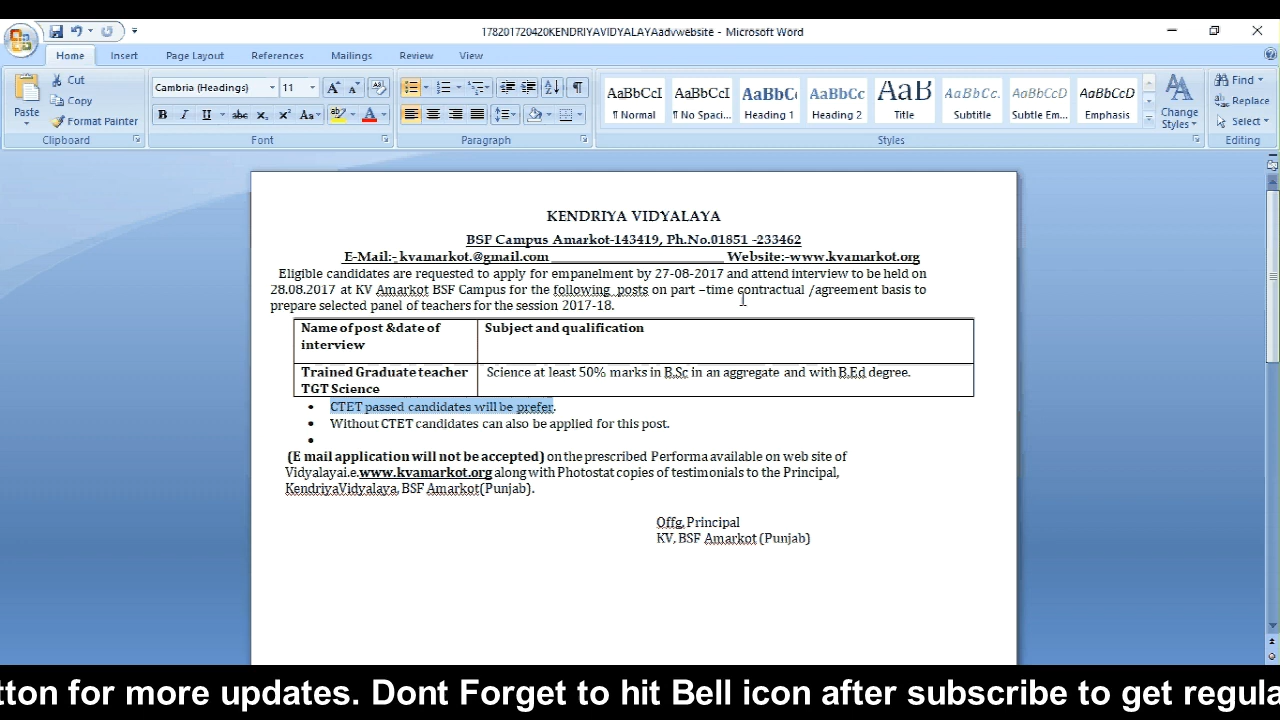 178201720420KENDRIYAVIDYALAYAadvwebsite - Microsoft Word
Home Insert Page Layout References Mailings Review View
Paste
Cut
Copy
Format Painter
Clipboard
Cambria (Headings) 11
Font
Paragraph
AaBbCcI AaBbCcI AaBbC( AaBbCc AaB AaBbCc. AaBbCcD AaBbCcD
¶ Normal ¶ No Spaci... Heading 1 Heading 2 Title Subtitle Subtle Em... Emphasis
Change Styles
Styles
Find
Replace
Select
Editing
KENDRIYA VIDYALAYA
BSF Campus Amarkot-143419, Ph.No.01851 -233462
E-Mail:- kvamarkot.@gmail.com Website:-www.kvamarkot.org
Eligible candidates are requested to apply for empanelment by 27-08-2017 and attend interview to be held on
28.08.2017 at KV Amarkot BSF Campus for the following posts on part –time contractual /agreement basis to
prepare selected panel of teachers for the session 2017-18.
Name of post &date of interview
Subject and qualification
Trained Graduate teacher TGT Science
Science at least 50% marks in B.Sc in an aggregate and with B.Ed degree.
• CTET passed candidates will be prefer.
• Without CTET candidates can also be applied for this post.
•
(E mail application will not be accepted) on the prescribed Performa available on web site of
Vidyalayai.e.www.kvamarkot.org along with Photostat copies of testimonials to the Principal,
KendriyaVidyalaya, BSF Amarkot(Punjab).
Offg. Principal
KV, BSF Amarkot (Punjab)
tton for more updates. Dont Forget to hit Bell icon after subscribe to get regula